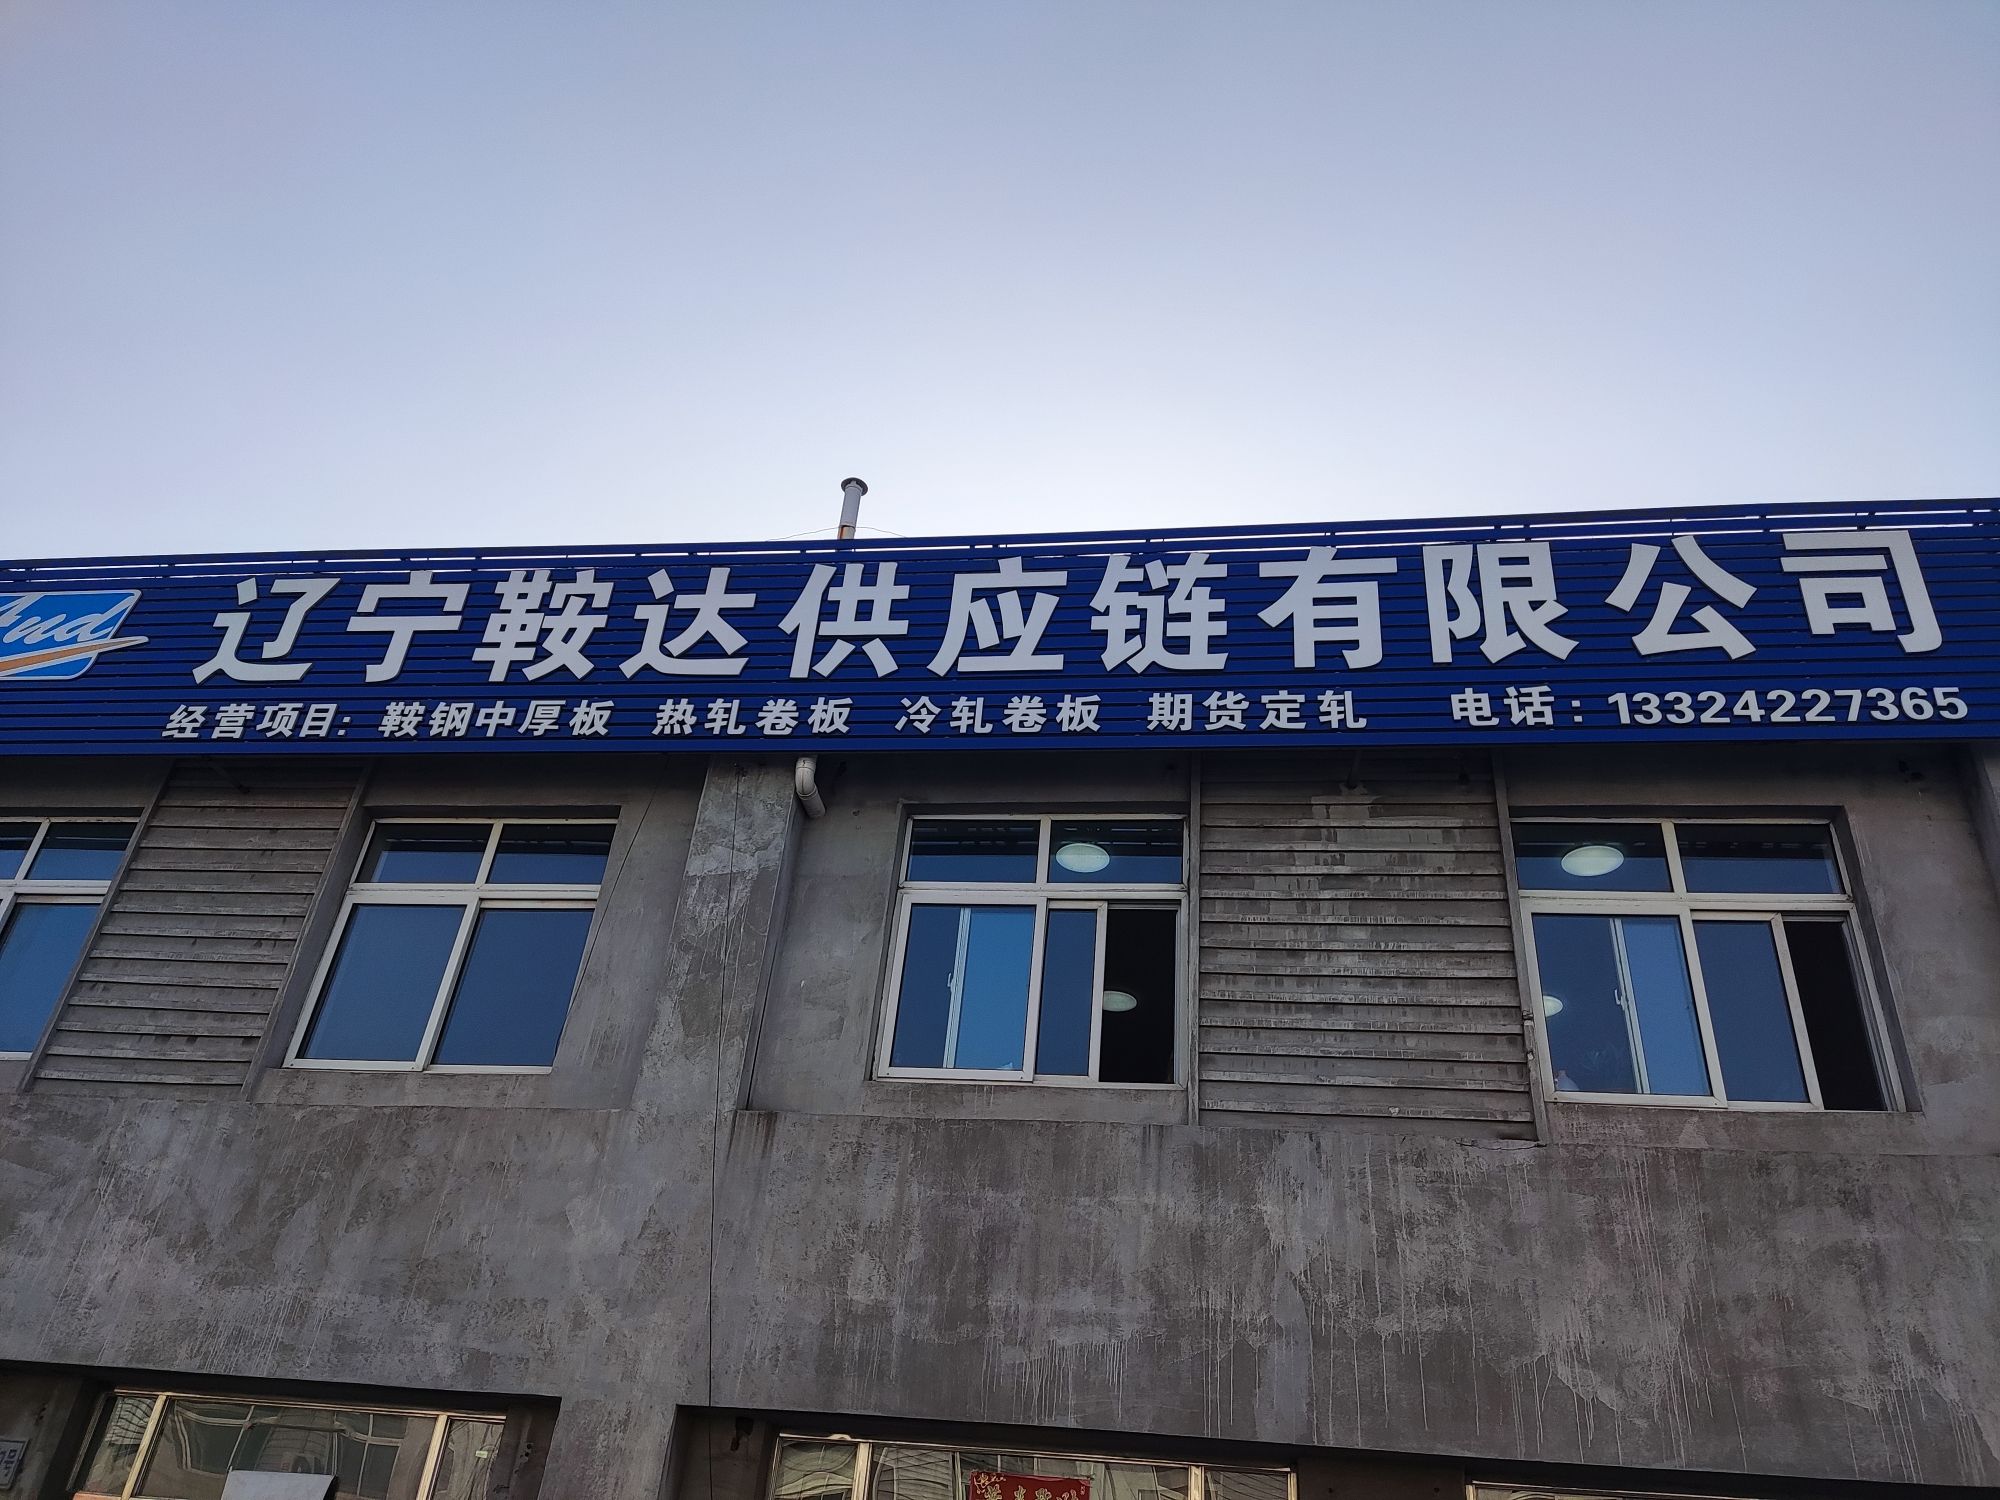 And
辽宁鞍达供应链有限公司
经营项目: 鞍钢中厚板 热轧卷板 冷轧卷板 期货定轧 电话: 13324227365